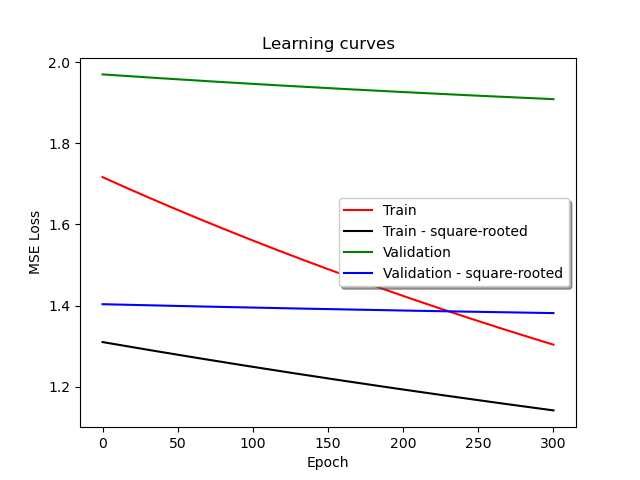 Learning curves
2.0
1.8
1.6
1.4
1.2
MSE Loss
Train
Train - square-rooted
Validation
Validation - square-rooted
0 50 100 150 200 250 300
Epoch